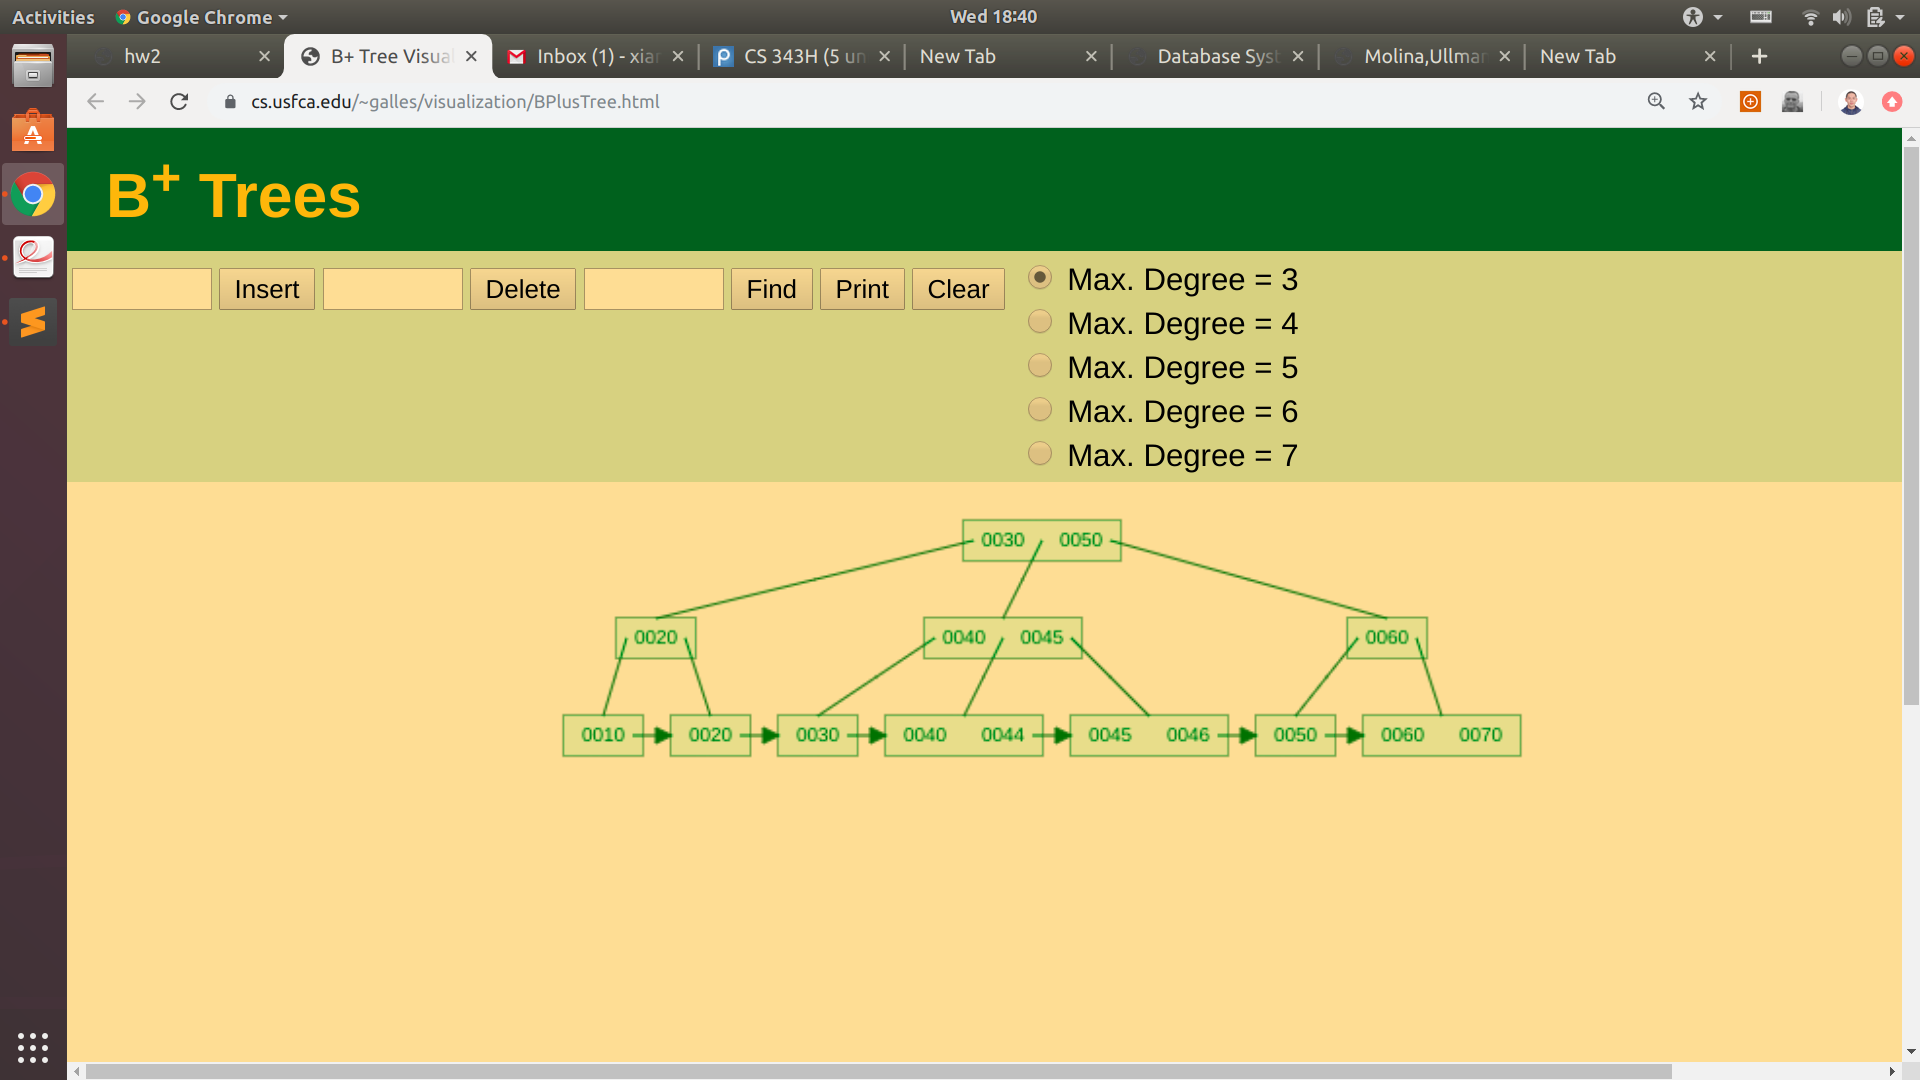 Activities Google Chrome Wed 18:40
hw2 B+ Tree Visual Inbox (1) - xiar CS 343H (5 un New Tab Database Syst Molina,Ullmar New Tab
cs.usfca.edu/~galles/visualization/BPlusTree.html
B+ Trees
Insert Delete Find Print Clear
Max. Degree = 3
Max. Degree = 4
Max. Degree = 5
Max. Degree = 6
Max. Degree = 7
0030 0050
0020 0040 0045 0060
0010 0020 0030 0040 0044 0045 0046 0050 0060 0070